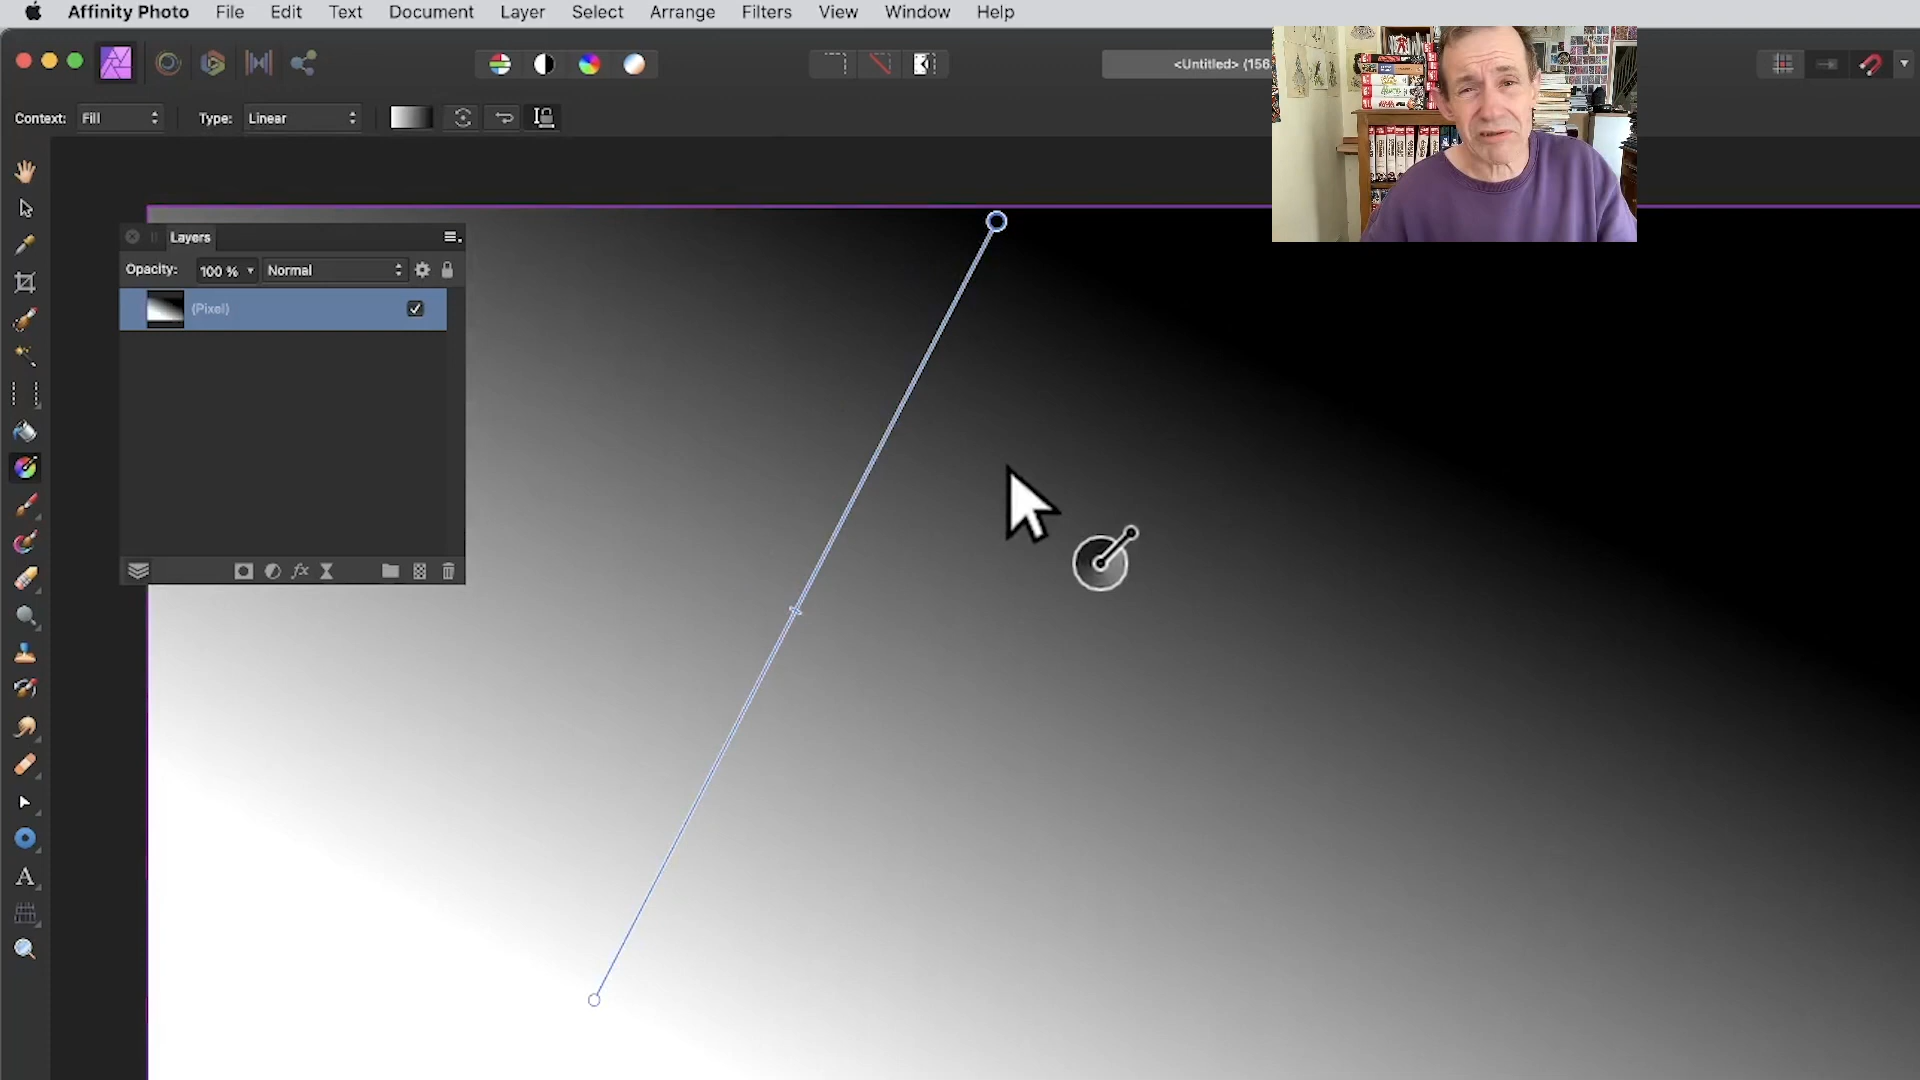 Affinity Photo File Edit Text Document Layer Select Arrange Filters View Window Help
<Untitled> (156.
Context: Fill Type: Linear
Layers
Opacity: 100 % Normal
(Pixel)
fx
A